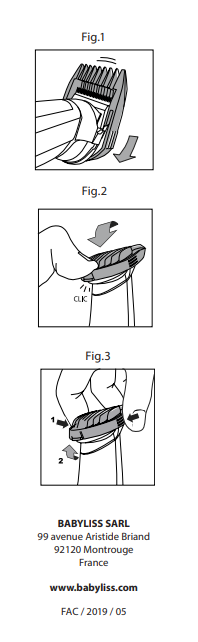 Fig.1
Fig.2
CLIC
Fig.3
1
2
BABYLISS SARL
99 avenue Aristide Briand
92120 Montrouge
France
www.babyliss.com
FAC / 2019 / 05